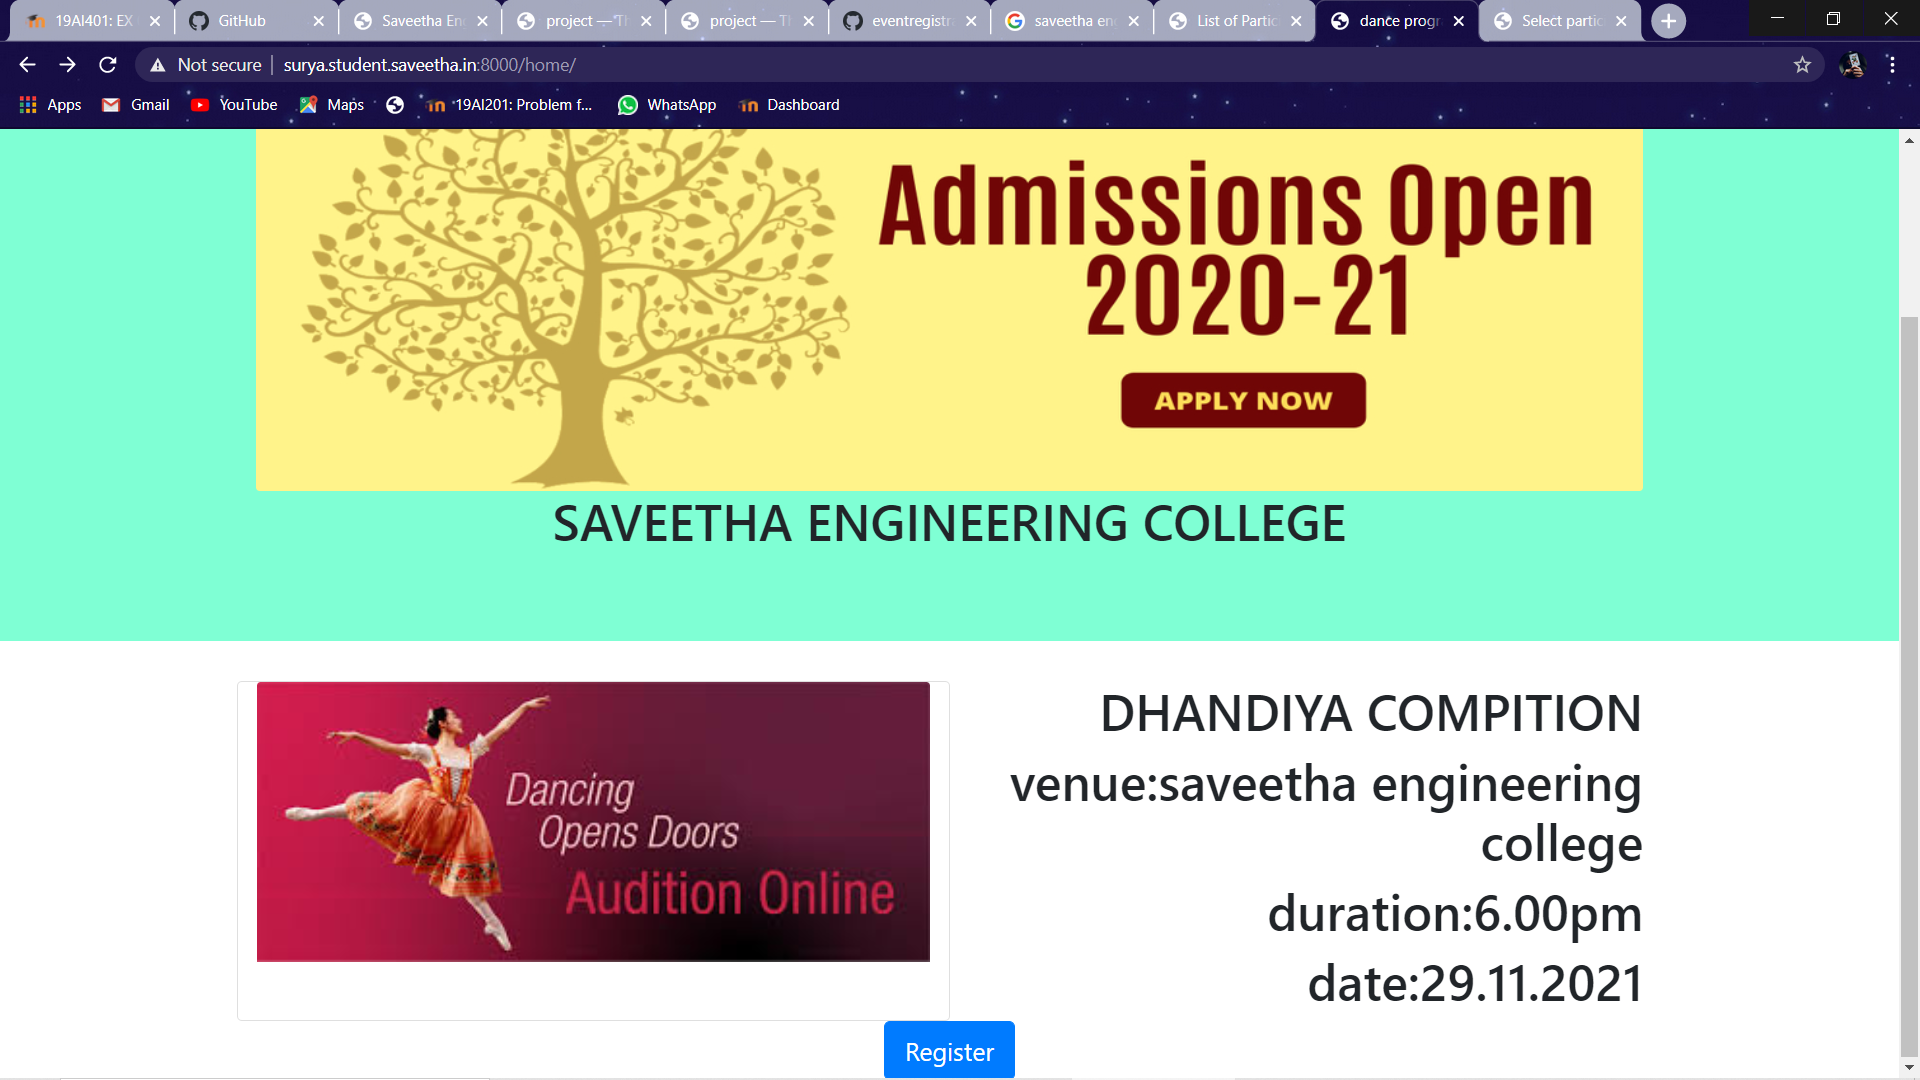 19AI401: EX
GitHub
Saveetha En
project — Th
project — Th
eventregistra
saveetha en
List of Partic
dance progr
Select partic
Not secure
surya.student.saveetha.in:8000/home/
Apps
Gmail
YouTube
Maps
19AI201: Problem f...
WhatsApp
Dashboard
Admissions Open
2020-21
APPLY NOW
SAVEETHA ENGINEERING COLLEGE
Dancing
Opens Doors
Audition Online
DHANDIYA COMPITION
venue:saveetha engineering
college
duration:6.00pm
date:29.11.2021
Register